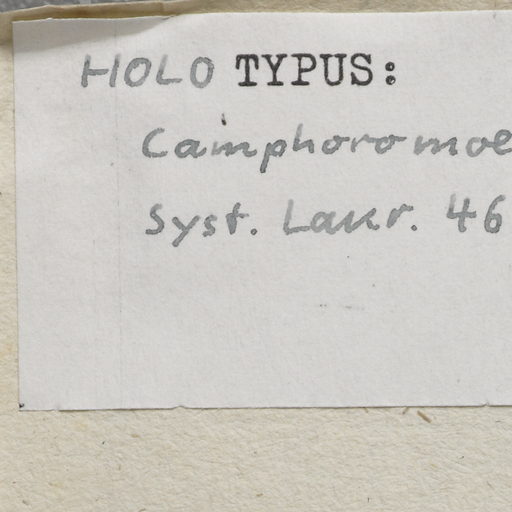 HOLO TYPUS:
Camphoromoe
Syst. Laur. 46